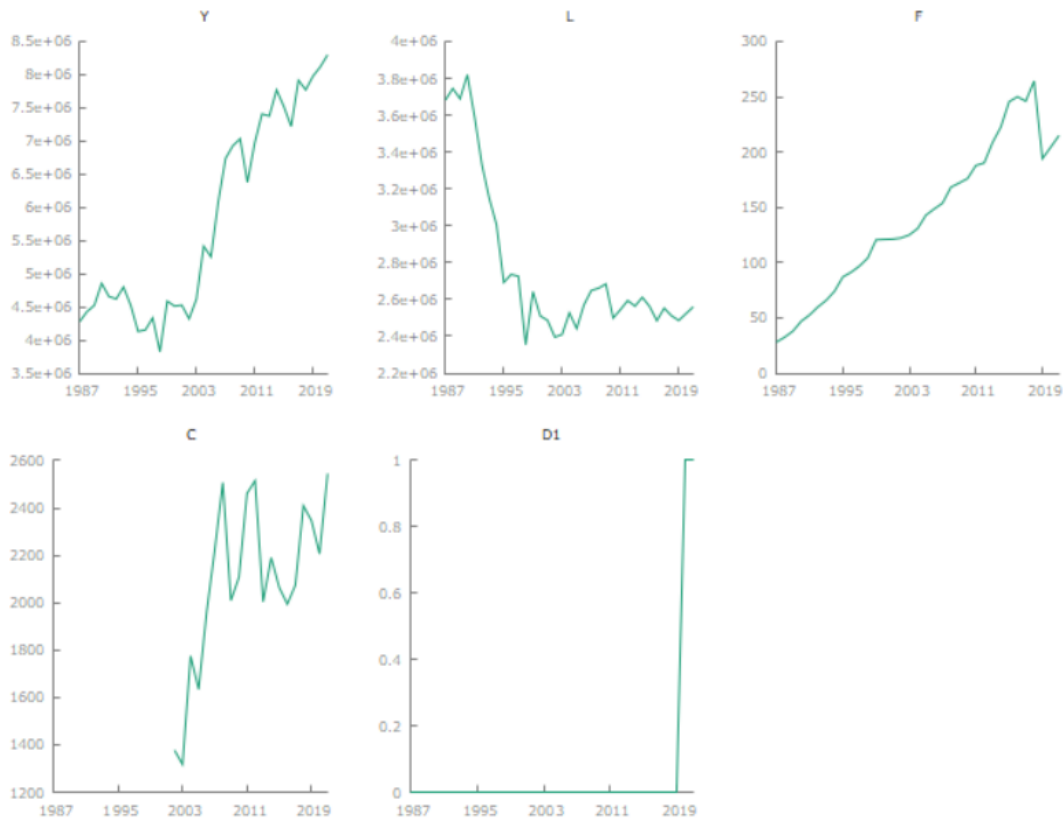 Y
8.5e+06
8e+06
7.5e+06
7e+06
6.5e+06
6e+06
5.5e+06
5e+06
4.5e+06
4e+06
3.5e+06
1987 1995 2003 2011 2019
L
4e+06
3.8e+06
3.6e+06
3.4e+06
3.2e+06
3e+06
2.8e+06
2.6e+06
2.4e+06
2.2e+06
1987 1995 2003 2011 2019
F
300
250
200
150
100
50
0
1987 1995 2003 2011 2019
C
2600
2400
2200
2000
1800
1600
1400
1200
1987 1995 2003 2011 2019
D1
1
0.8
0.6
0.4
0.2
0
1987 1995 2003 2011 2019